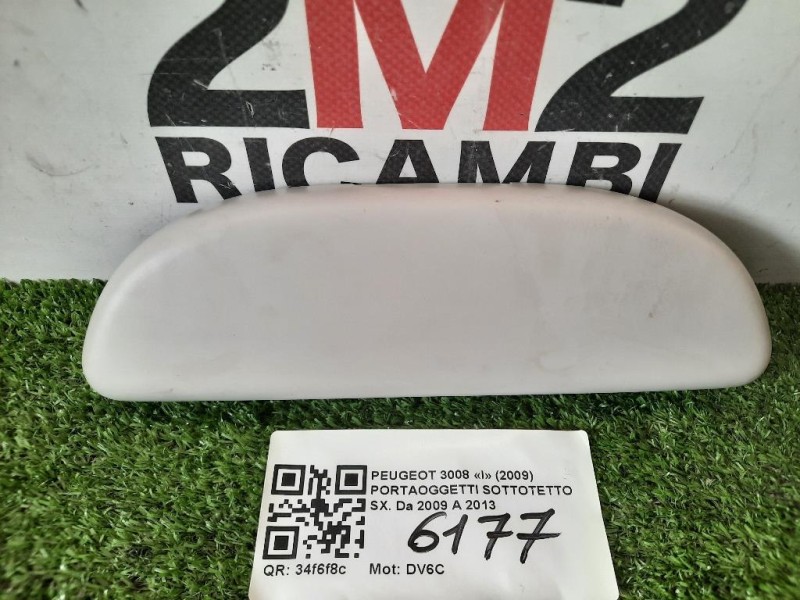 2M2
RICAMBI
PEUGEOT 3008 «I» (2009)
PORTAOGGETTI SOTTOTETTO
SX. Da 2009 A 2013
6177
QR: 34f6f8c Mot: DV6C